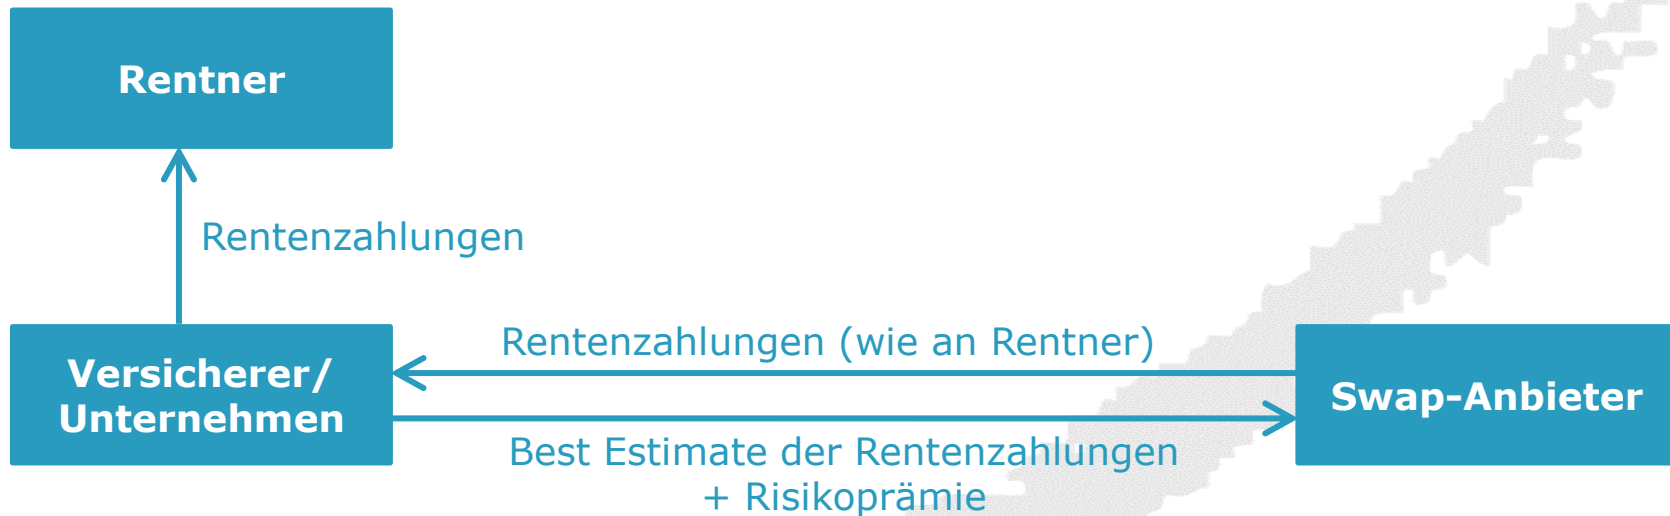 Rentner
Rentenzahlungen
Versicherer/
Unternehmen
Rentenzahlungen (wie an Rentner)
Best Estimate der Rentenzahlungen
+ Risikoprämie
Swap-Anbieter